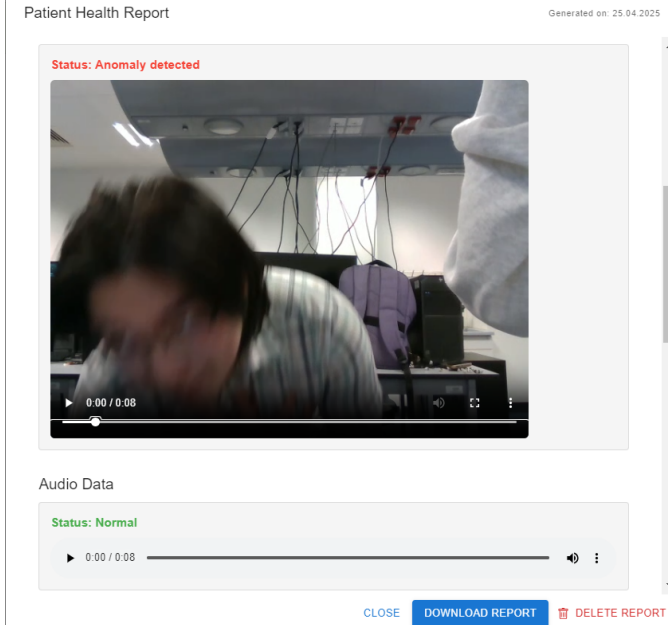 Patient Health Report
Generated on: 25.04.2025
Status: Anomaly detected
0:00 / 0:08
Audio Data
Status: Normal
0:00 / 0:08
CLOSE
DOWNLOAD REPORT
DELETE REPORT